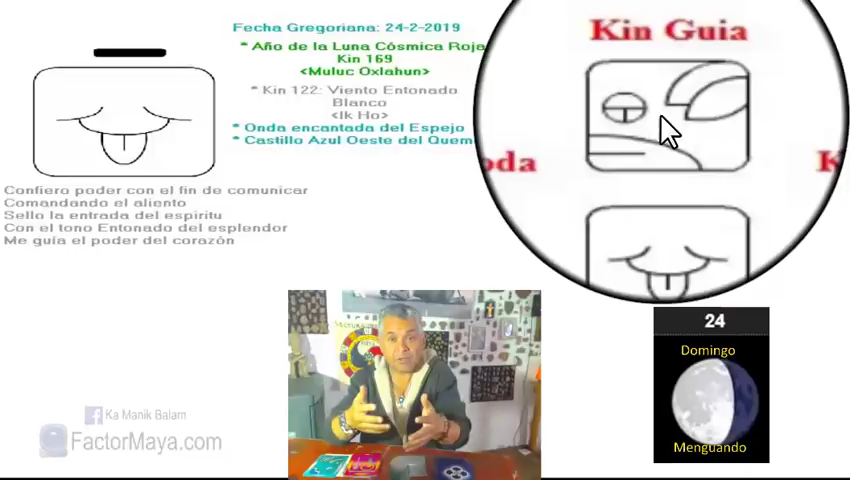 Fecha Gregoriana: 24-2-2019
* Año de la Luna Cósmica Roja
Kin 169
<Muluc Oxlahun>
* Kin 122: Viento Entonado
Blanco
<Ik Ho>
* Onda encantada del Espejo
* Castillo Azul Oeste del Quem
Kin Guia
oda
K
Confiero poder con el fin de comunicar
Comandando el aliento
Sello la entrada del espíritu
Con el tono Entonado del esplendor
Me guía el poder del corazón
24
Domingo
Menguando
Ka Manik Balam
FactorMaya.com